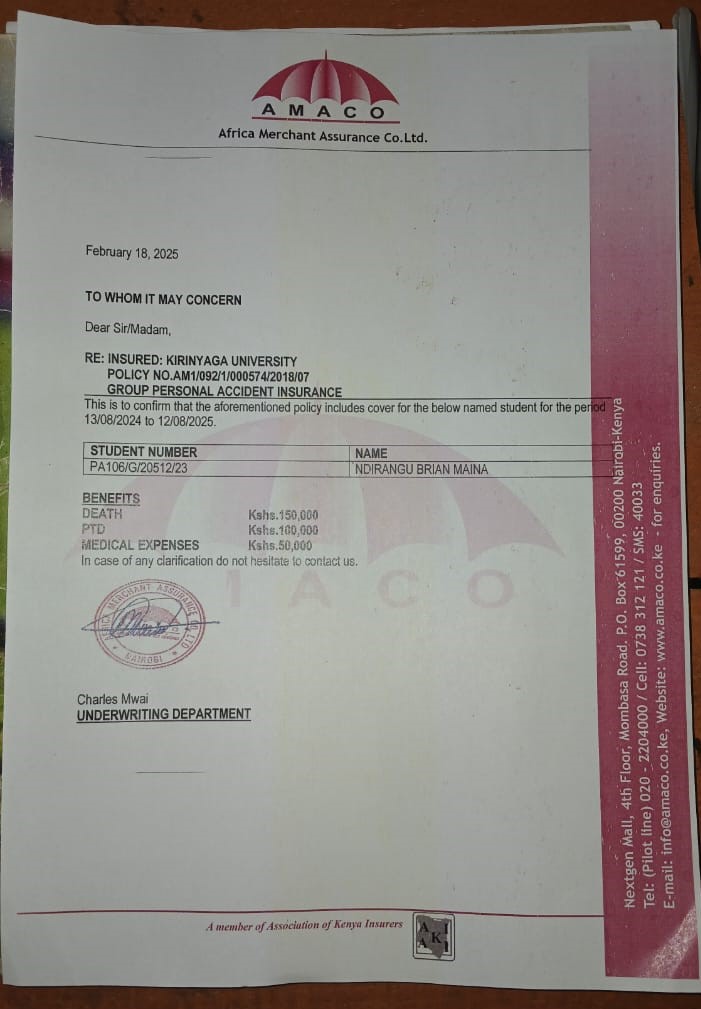 AMACO
Africa Merchant Assurance Co.Ltd.
February 18, 2025
TO WHOM IT MAY CONCERN
Dear Sir/Madam,
RE: INSURED: KIRINYAGA UNIVERSITY
POLICY NO.AM1/092/1/000574/2018/07
GROUP PERSONAL ACCIDENT INSURANCE
This is to confirm that the aforementioned policy includes cover for the below named student for the period
13/08/2024 to 12/08/2025.
STUDENT NUMBER NAME
PA106/G/20512/23 NDIRANGU BRIAN MAINA
BENEFITS
DEATH Kshs.150,000
PTD Kshs.100,000
MEDICAL EXPENSES Kshs.50,000
In case of any clarification do not hesitate to contact us.
AMACO
AFRICA MERCHANT ASSURANCE CO. LTD
NAIROBI
Charles Mwai
UNDERWRITING DEPARTMENT
A member of Association of Kenya Insurers
AKI
AKI
Nextgen Mall, 4th Floor, Mombasa Road. P.O. Box 61599, 00200 Nairobi-Kenya
Tel: (Pilot line) 020 - 2204000 / Cell: 0738 312 121 / SMS: 40033
E-mail: info@amaco.co.ke, Website: www.amaco.co.ke - for enquiries.